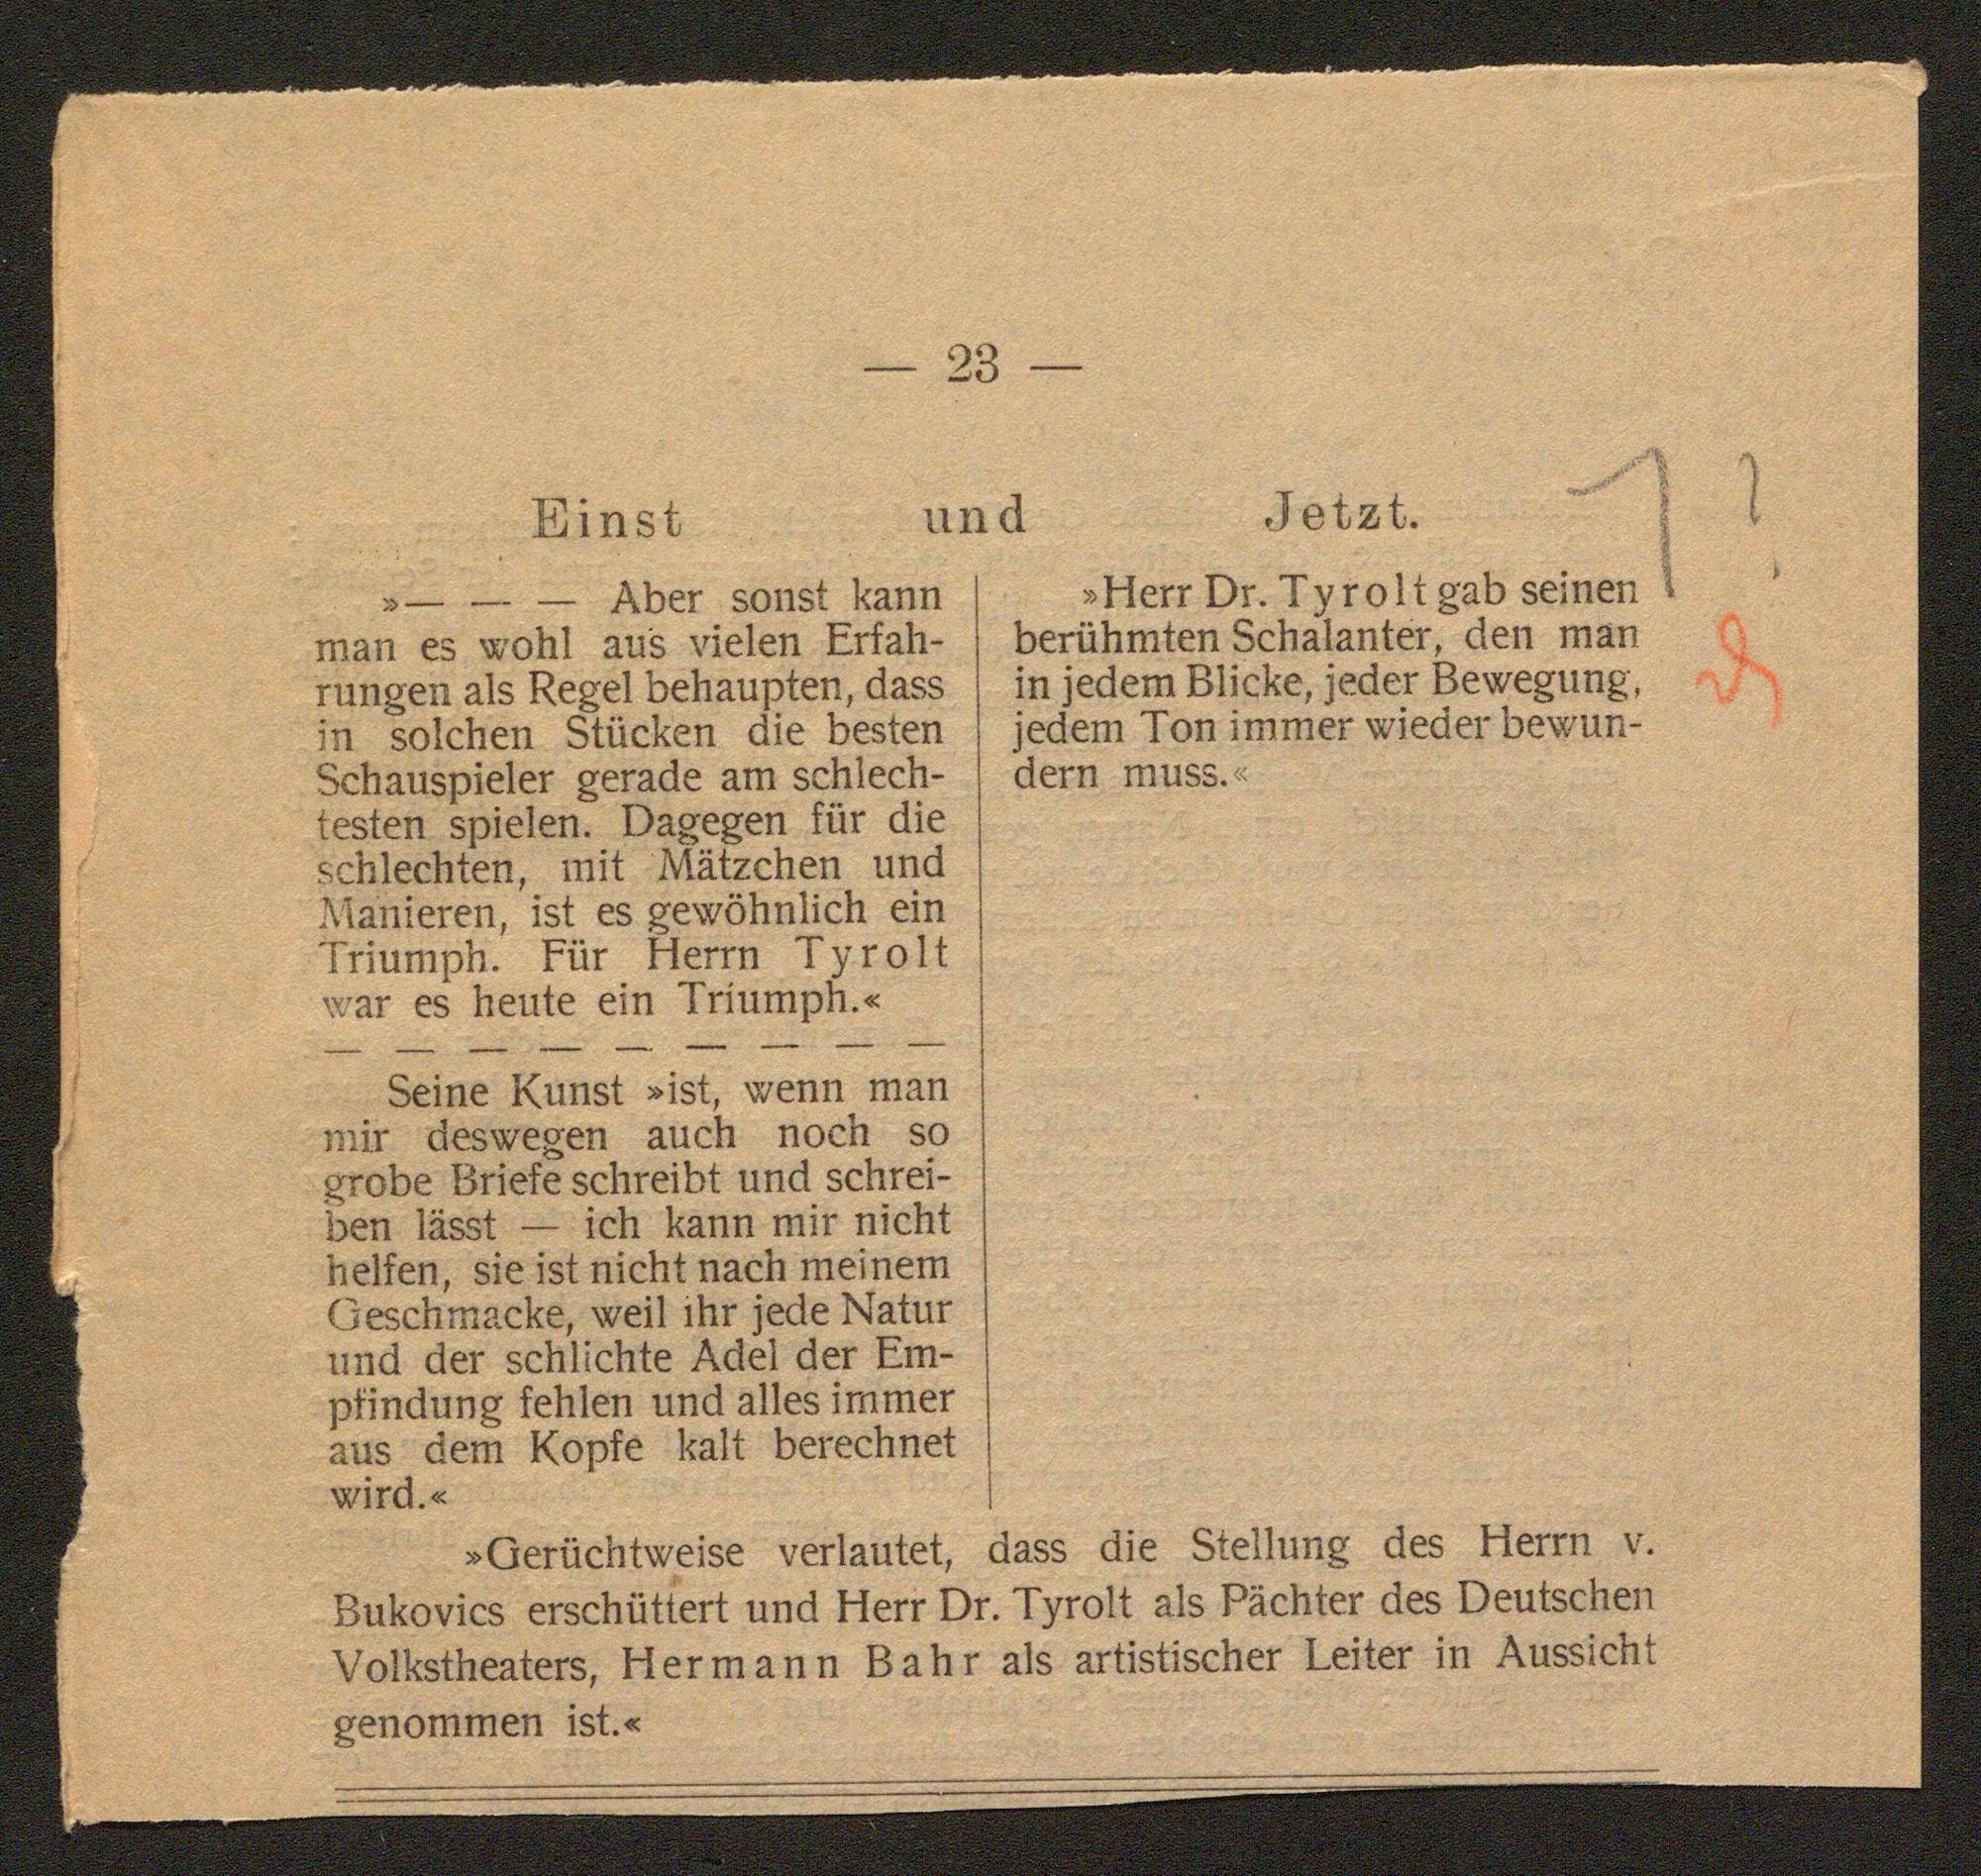 — 23 —
Einst und Jetzt.
»— — — Aber sonst kann
man es wohl aus vielen Erfah-
rungen als Regel behaupten, dass
in solchen Stücken die besten
Schauspieler gerade am schlech-
testen spielen. Dagegen für die
schlechten, mit Mätzchen und
Manieren, ist es gewöhnlich ein
Triumph. Für Herrn Tyrolt
war es heute ein Triumph.«
— — — — — — — — —
Seine Kunst »ist, wenn man
mir deswegen auch noch so
grobe Briefe schreibt und schrei-
ben lässt — ich kann mir nicht
helfen, sie ist nicht nach meinem
Geschmacke, weil ihr jede Natur
und der schlichte Adel der Em-
pfindung fehlen und alles immer
aus dem Kopfe kalt berechnet
wird.«
»Herr Dr. Tyrolt gab seinen
berühmten Schalanter, den man
in jedem Blicke, jeder Bewegung,
jedem Ton immer wieder bewun-
dern muss.«
»Gerüchtweise verlautet, dass die Stellung des Herrn v.
Bukovics erschüttert und Herr Dr. Tyrolt als Pächter des Deutschen
Volkstheaters, Hermann Bahr als artistischer Leiter in Aussicht
genommen ist.«